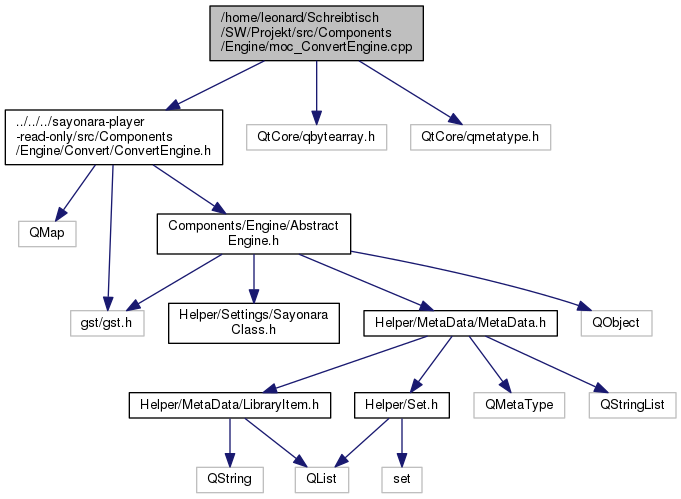 /home/leonard/Schreibtisch
/SW/Projekt/src/Components
/Engine/moc_ConvertEngine.cpp
../../../sayonara-player
-read-only/src/Components
/Engine/Convert/ConvertEngine.h
QtCore/qbytearray.h
QtCore/qmetatype.h
QMap
Components/Engine/Abstract
Engine.h
gst/gst.h
Helper/Settings/Sayonara
Class.h
Helper/MetaData/MetaData.h
QObject
Helper/MetaData/LibraryItem.h
Helper/Set.h
QMetaType
QStringList
QString
QList
set